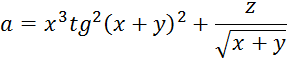 a = x³tg²(x + y)² + z/√(x + y)